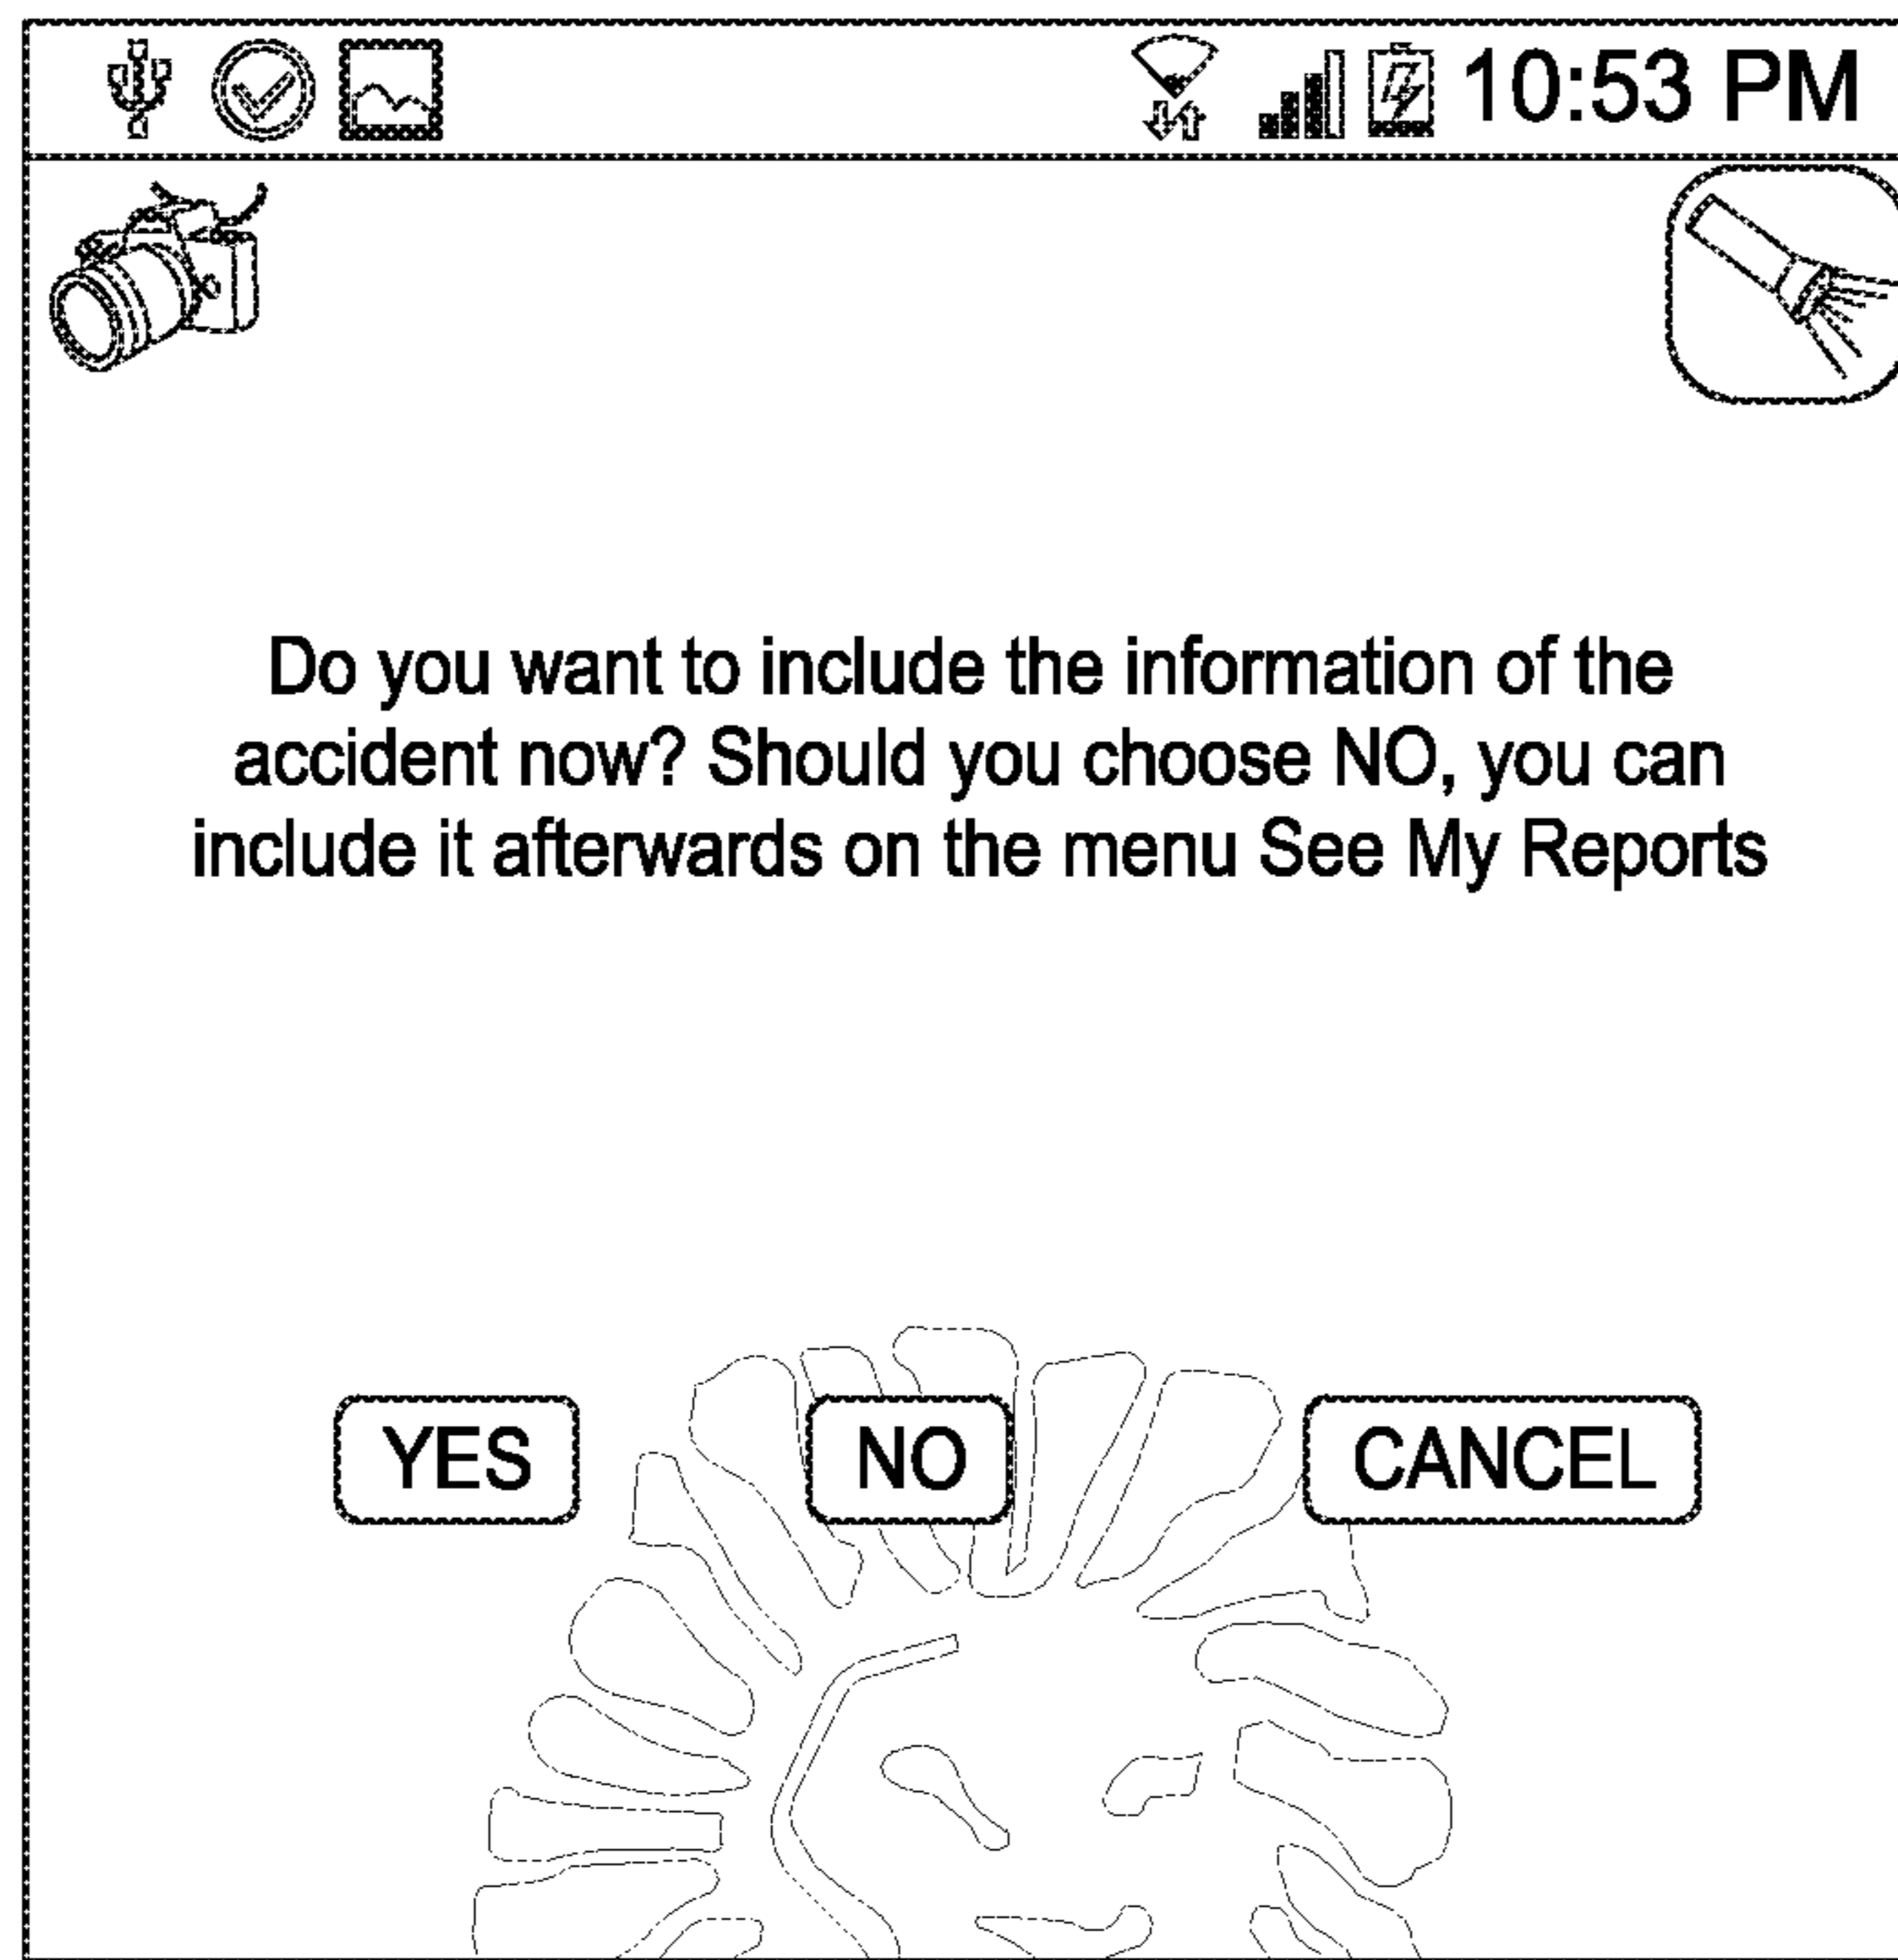 10:53 PM
Do you want to include the information of the
accident now? Should you choose NO, you can
include it afterwards on the menu See My Reports
YES NO CANCEL